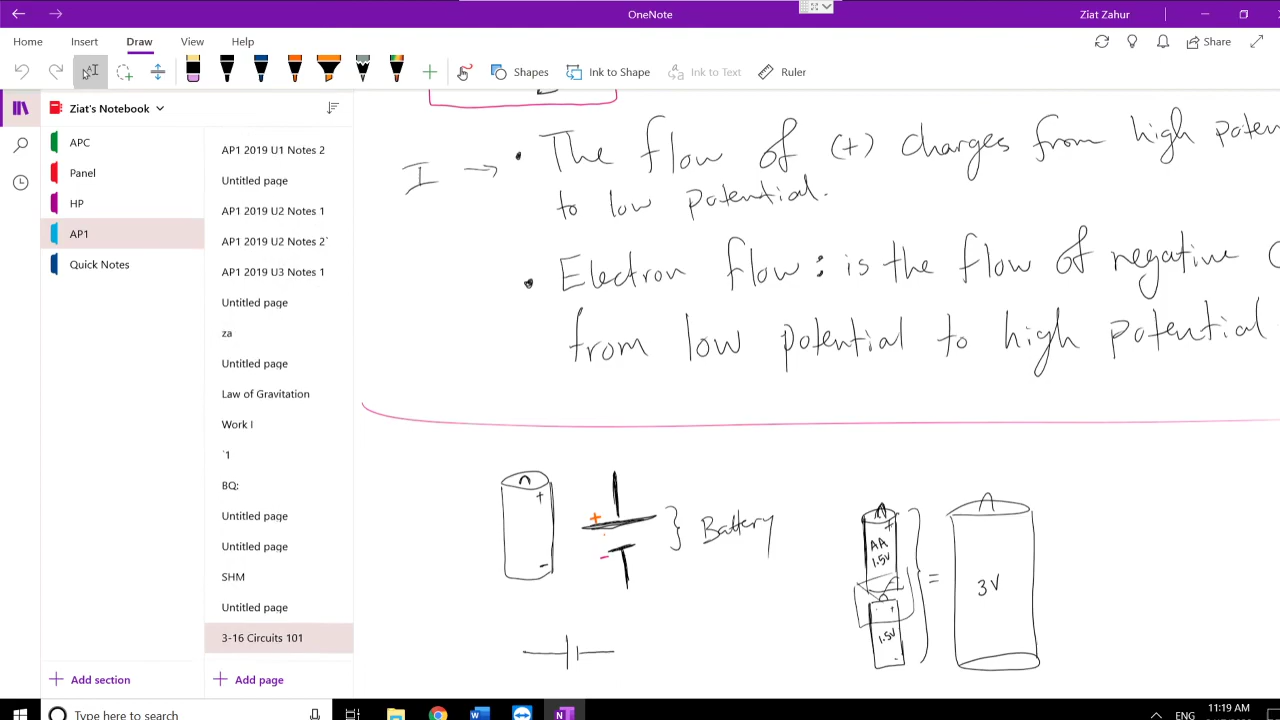 OneNote
Ziat Zahur
Home Insert Draw View Help
Share
Shapes Ink to Shape Ink to Text Ruler
Ziat's Notebook
APC
Panel
HP
AP1
Quick Notes
Add section
AP1 2019 U1 Notes 2
Untitled page
AP1 2019 U2 Notes 1
AP1 2019 U2 Notes 2`
AP1 2019 U3 Notes 1
Untitled page
za
Untitled page
Law of Gravitation
Work I
`1
BQ:
Untitled page
Untitled page
SHM
Untitled page
3-16 Circuits 101
Add page
I → • The flow of (+) charges from high
to low potential.
• Electron flow: is the flow of negative
from low potential to high potential.
+
-
+
-
} Battery
+
AA
1.5V
+
1.5V
-
} =
3V
Type here to search
ENG
11:19 AM